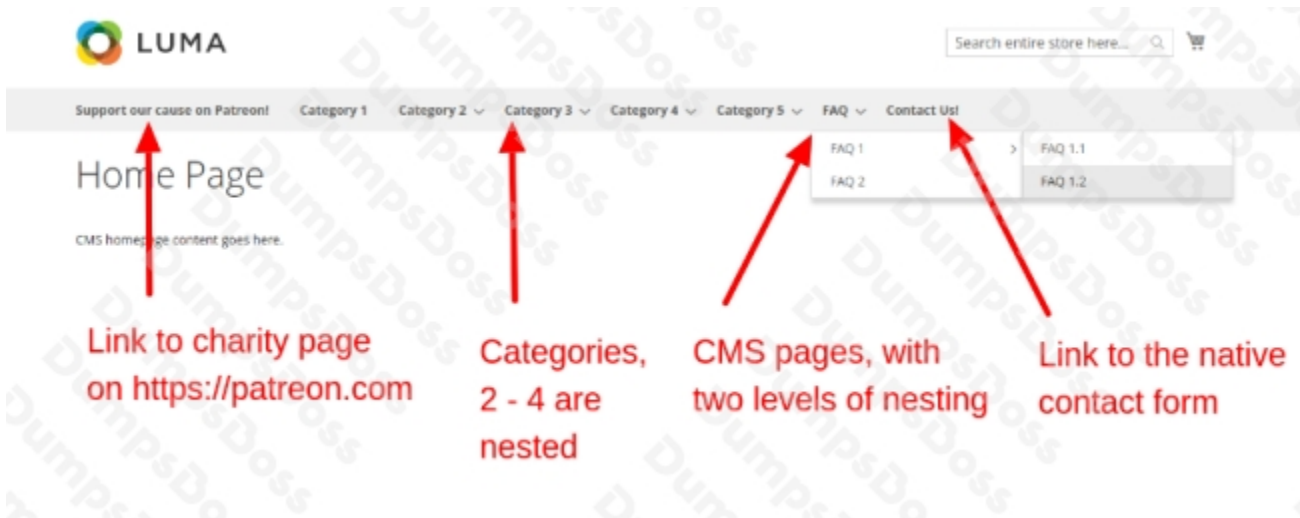 LUMA
Search entire store here...
Support our cause on Patreon! Category 1 Category 2 Category 3 Category 4 Category 5 FAQ Contact Us!
FAQ 1 FAQ 1.1
FAQ 2 FAQ 1.2
Home Page
CMS homepage content goes here.
Link to charity page
on https://patreon.com
Categories,
2 - 4 are
nested
CMS pages, with
two levels of nesting
Link to the native
contact form
DumpsDoss